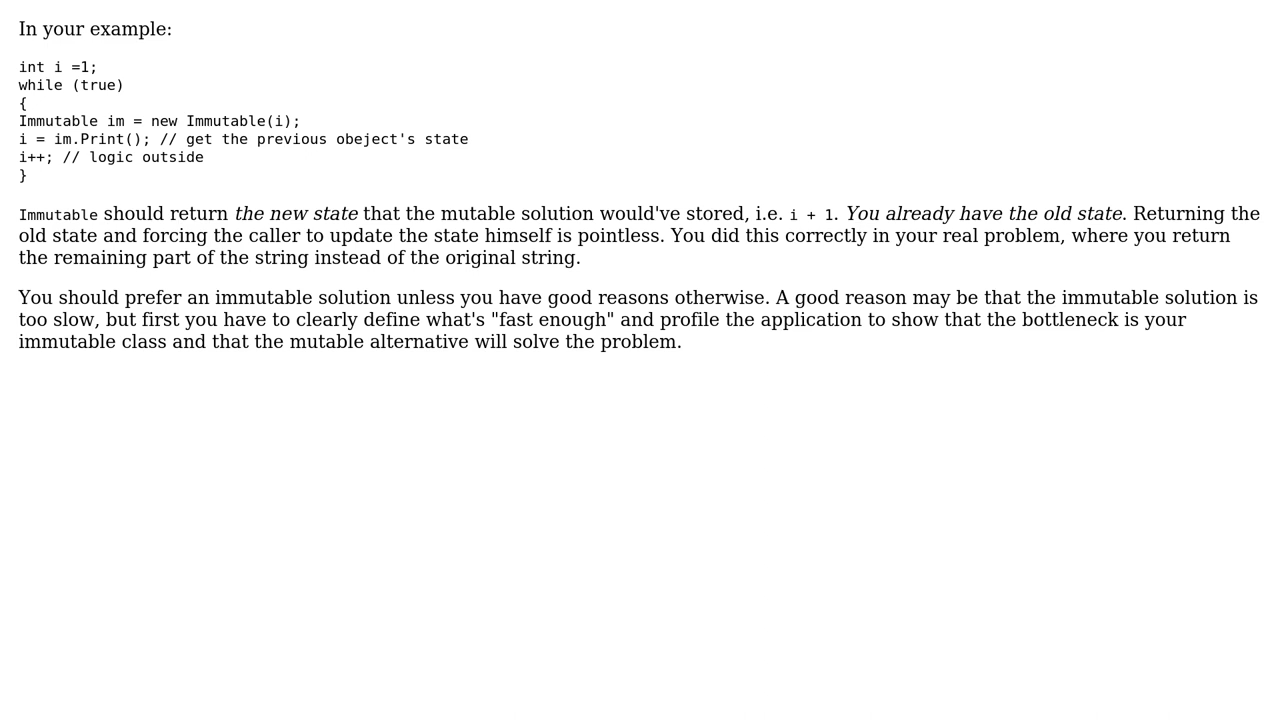 In your example:
int i =1;
while (true)
{
Immutable im = new Immutable(i);
i = im.Print(); // get the previous obeject's state
i++; // logic outside
}
Immutable should return the new state that the mutable solution would've stored, i.e. i + 1. You already have the old state. Returning the
old state and forcing the caller to update the state himself is pointless. You did this correctly in your real problem, where you return
the remaining part of the string instead of the original string.
You should prefer an immutable solution unless you have good reasons otherwise. A good reason may be that the immutable solution is
too slow, but first you have to clearly define what's "fast enough" and profile the application to show that the bottleneck is your
immutable class and that the mutable alternative will solve the problem.